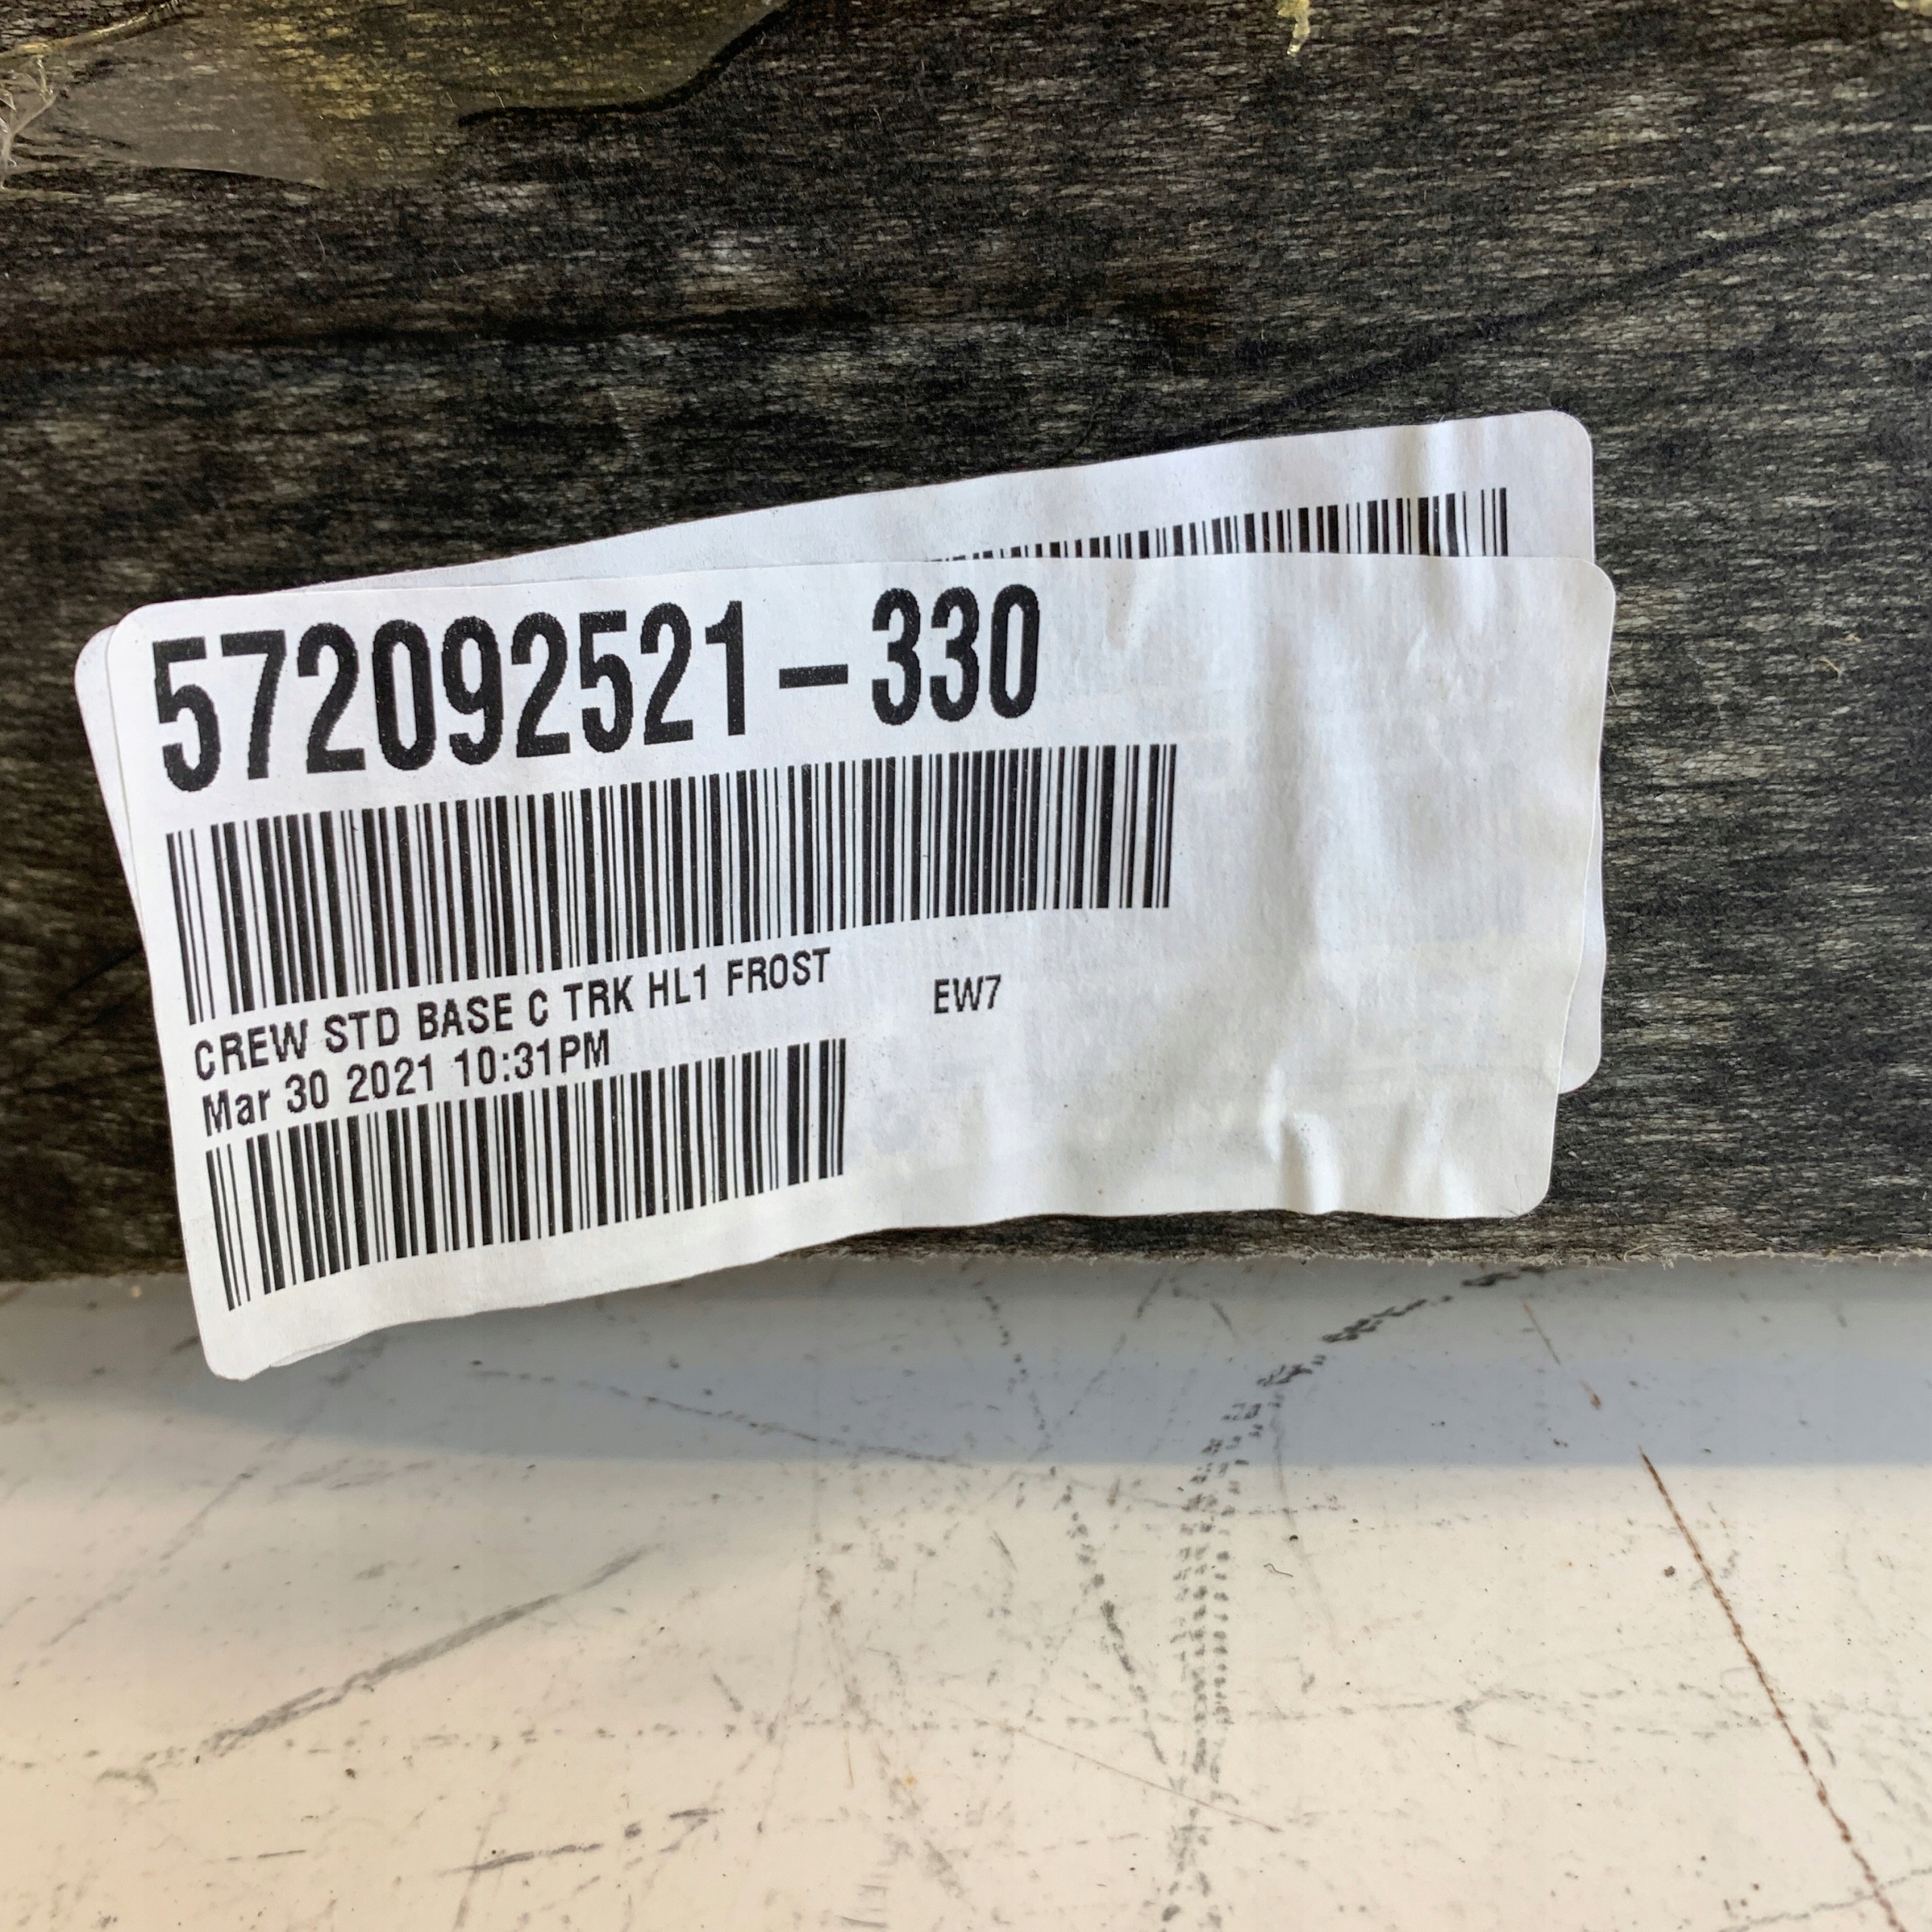 572092521-330
CREW STD BASE C TRK HL1 FROST EW7
Mar 30 2021 10:31PM